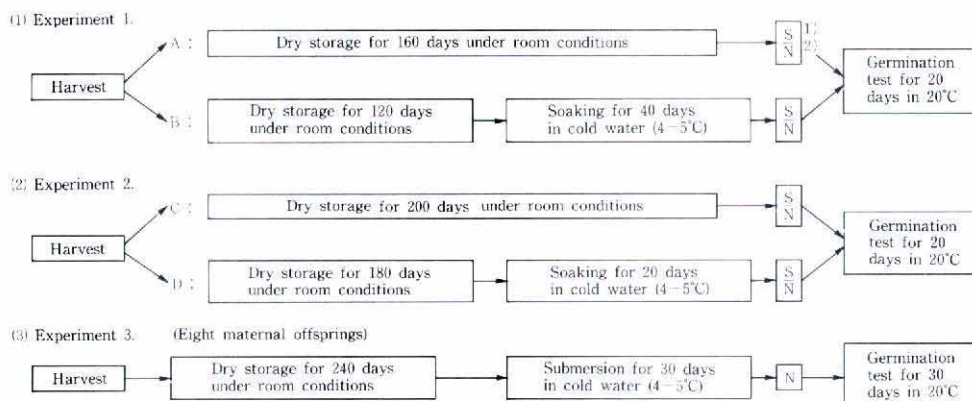 (1) Experiment 1.
A : Dry storage for 160 days under room conditions
S 1)
N 2)
Harvest
Germination
test for 20
days in 20℃
B : Dry storage for 120 days
under room conditions
Soaking for 40 days
in cold water (4－5℃)
S
N
(2) Experiment 2.
C : Dry storage for 200 days under room conditions
S
N
Harvest
Germination
test for 20
days in 20℃
D : Dry storage for 180 days
under room conditions
Soaking for 20 days
in cold water (4－5℃)
S
N
(3) Experiment 3. (Eight maternal offsprings)
Harvest
Dry storage for 240 days
under room conditions
Submersion for 30 days
in cold water (4－5℃)
N
Germination
test for 30
days in 20℃